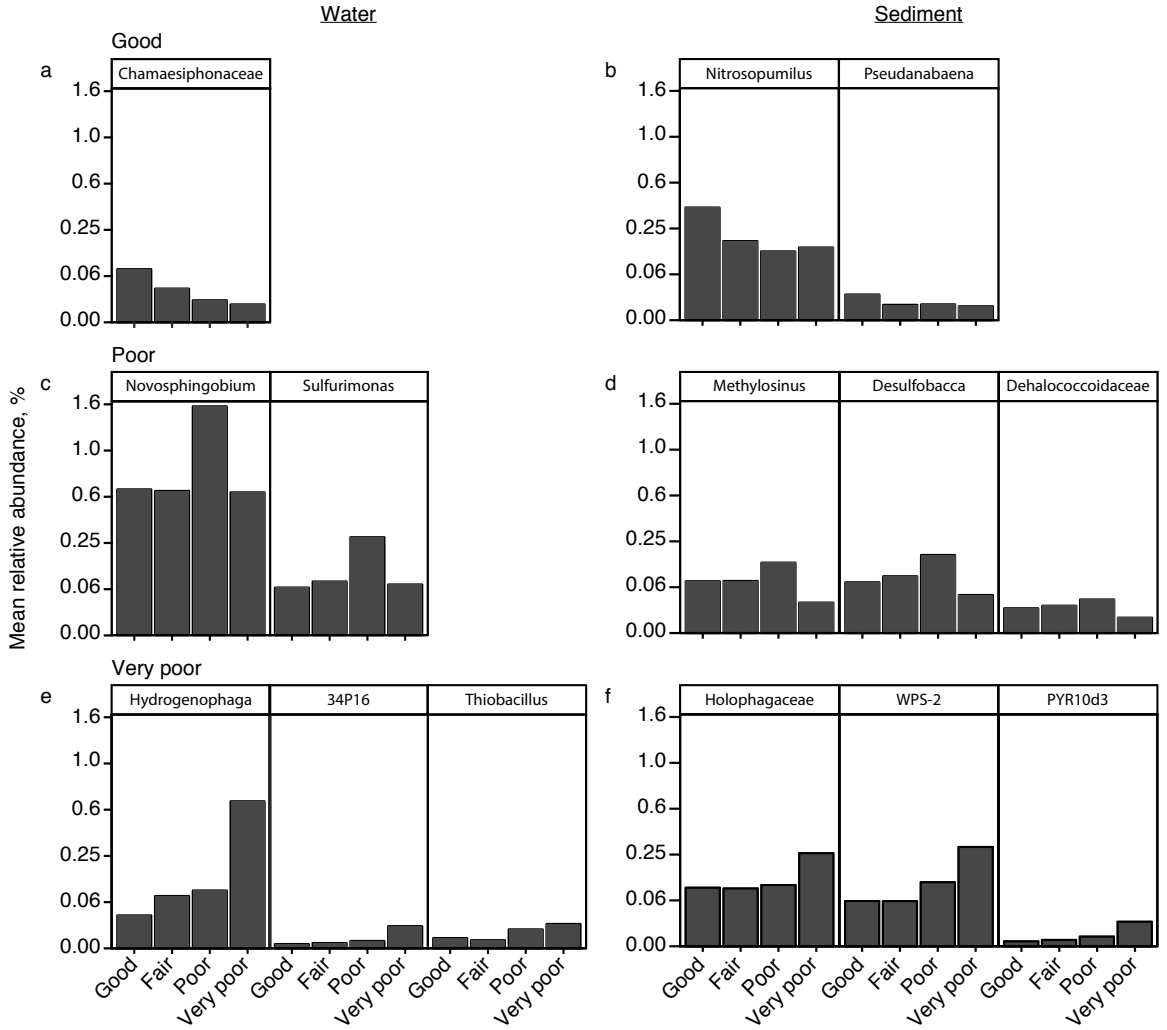 Water
Sediment
Good
a
Chamaesiphonaceae
1.6
1.0
0.6
0.25
0.06
0.00
b
Nitrosopumilus
Pseudanabaena
1.6
1.0
0.6
0.25
0.06
0.00
Mean relative abundance, %
Poor
c
Novosphingobium
Sulfurimonas
1.6
1.0
0.6
0.25
0.06
0.00
d
Methylosinus
Desulfobacca
Dehalococcoidaceae
1.6
1.0
0.6
0.25
0.06
0.00
Very poor
e
Hydrogenophaga
34P16
Thiobacillus
1.6
1.0
0.6
0.25
0.06
0.00
Good
Fair
Poor
Very poor
Good
Fair
Poor
Very poor
Good
Fair
Poor
Very poor
f
Holophagaceae
WPS-2
PYR10d3
1.6
1.0
0.6
0.25
0.06
0.00
Good
Fair
Poor
Very poor
Good
Fair
Poor
Very poor
Good
Fair
Poor
Very poor